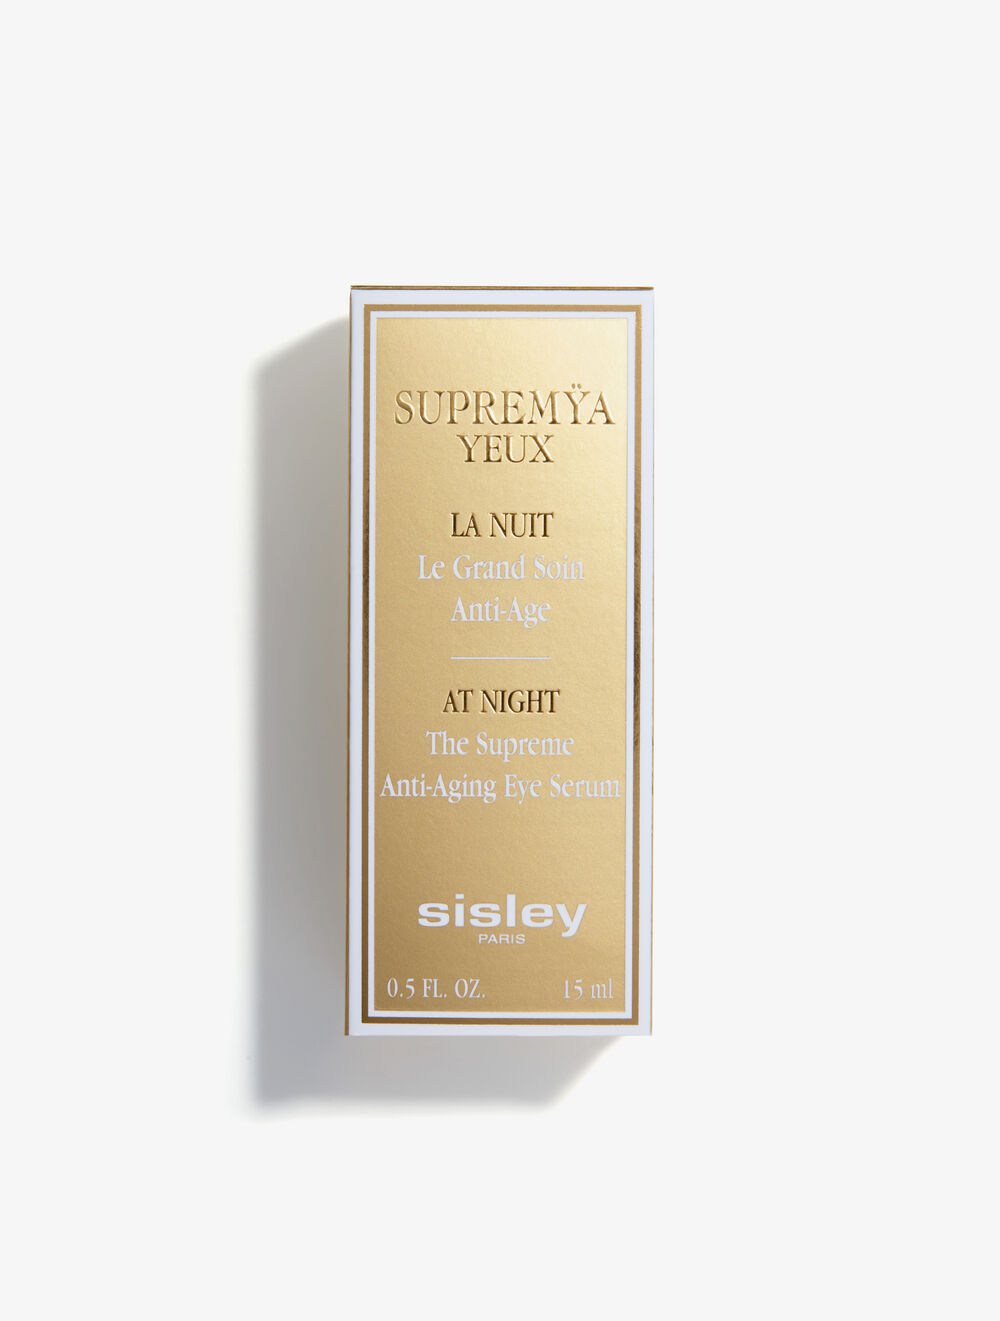 SUPREMŸA
YEUX
LA NUIT
Le Grand Soin
Anti-Age
AT NIGHT
The Supreme
Anti-Aging Eye Serum
sisley
PARIS
0.5 FL. OZ. 15 ml